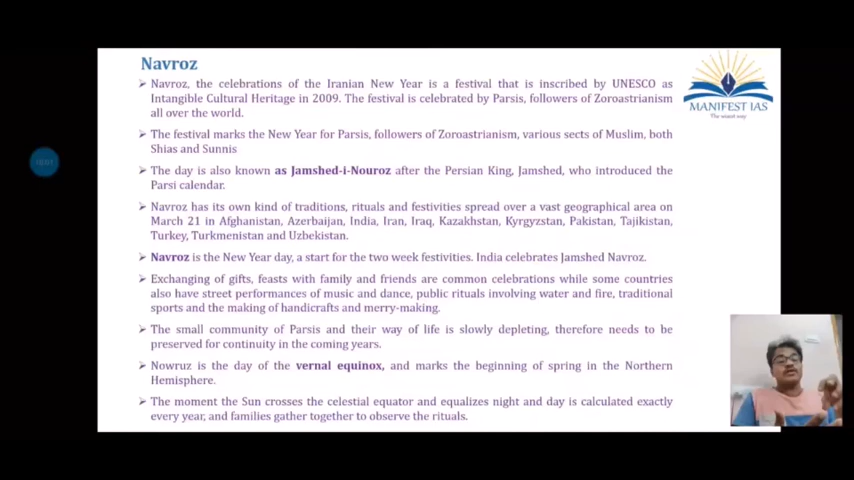 Navroz
➢ Navroz, the celebrations of the Iranian New Year is a festival that is inscribed by UNESCO as
Intangible Cultural Heritage in 2009. The festival is celebrated by Parsis, followers of Zoroastrianism
all over the world.
➢ The festival marks the New Year for Parsis, followers of Zoroastrianism, various sects of Muslim, both
Shias and Sunnis
➢ The day is also known as Jamshed-i-Nouroz after the Persian King, Jamshed, who introduced the
Parsi calendar.
➢ Navroz has its own kind of traditions, rituals and festivities spread over a vast geographical area on
March 21 in Afghanistan, Azerbaijan, India, Iran, Iraq, Kazakhstan, Kyrgyzstan, Pakistan, Tajikistan,
Turkey, Turkmenistan and Uzbekistan.
➢ Navroz is the New Year day, a start for the two week festivities. India celebrates Jamshed Navroz.
➢ Exchanging of gifts, feasts with family and friends are common celebrations while some countries
also have street performances of music and dance, public rituals involving water and fire, traditional
sports and the making of handicrafts and merry-making.
➢ The small community of Parsis and their way of life is slowly depleting, therefore needs to be
preserved for continuity in the coming years.
➢ Nowruz is the day of the vernal equinox, and marks the beginning of spring in the Northern
Hemisphere.
➢ The moment the Sun crosses the celestial equator and equalizes night and day is calculated exactly
every year, and families gather together to observe the rituals.
MANIFEST IAS